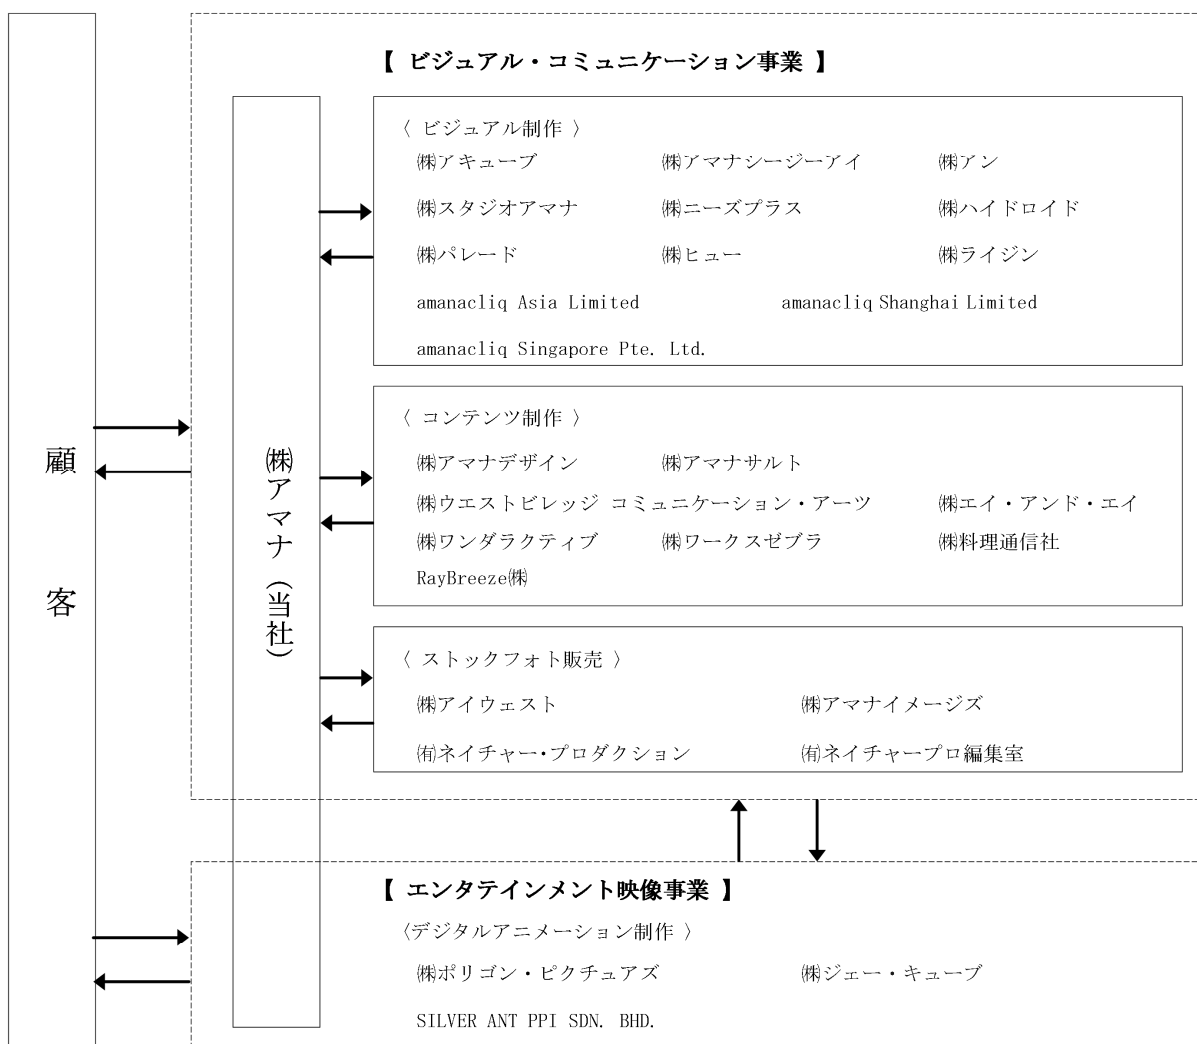 顧客
㈱アマナ（当社）
【 ビジュアル・コミュニケーション事業 】
〈 ビジュアル制作 〉
㈱アキューブ ㈱アマナシージーアイ ㈱アン
㈱スタジオアマナ ㈱ニーズプラス ㈱ハイドロイド
㈱パレード ㈱ヒュー ㈱ライジン
amanacliq Asia Limited amanacliq Shanghai Limited
amanacliq Singapore Pte. Ltd.
〈 コンテンツ制作 〉
㈱アマナデザイン ㈱アマナサルト
㈱ウエストビレッジ コミュニケーション・アーツ ㈱エイ・アンド・エイ
㈱ワンダラクティブ ㈱ワークスゼブラ ㈱料理通信社
RayBreeze㈱
〈 ストックフォト販売 〉
㈱アイウェスト ㈱アマナイメージズ
㈲ネイチャー・プロダクション ㈲ネイチャープロ編集室
【 エンタテインメント映像事業 】
〈デジタルアニメーション制作 〉
㈱ポリゴン・ピクチュアズ ㈱ジェー・キューブ
SILVER ANT PPI SDN. BHD.